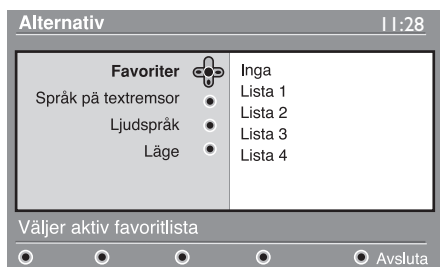 Alternativ 11:28
Favoriter Inga
Språk på textremsor Lista 1
Ljudspråk Lista 2
Läge Lista 3
Lista 4
Väljer aktiv favoritlista
Avsluta